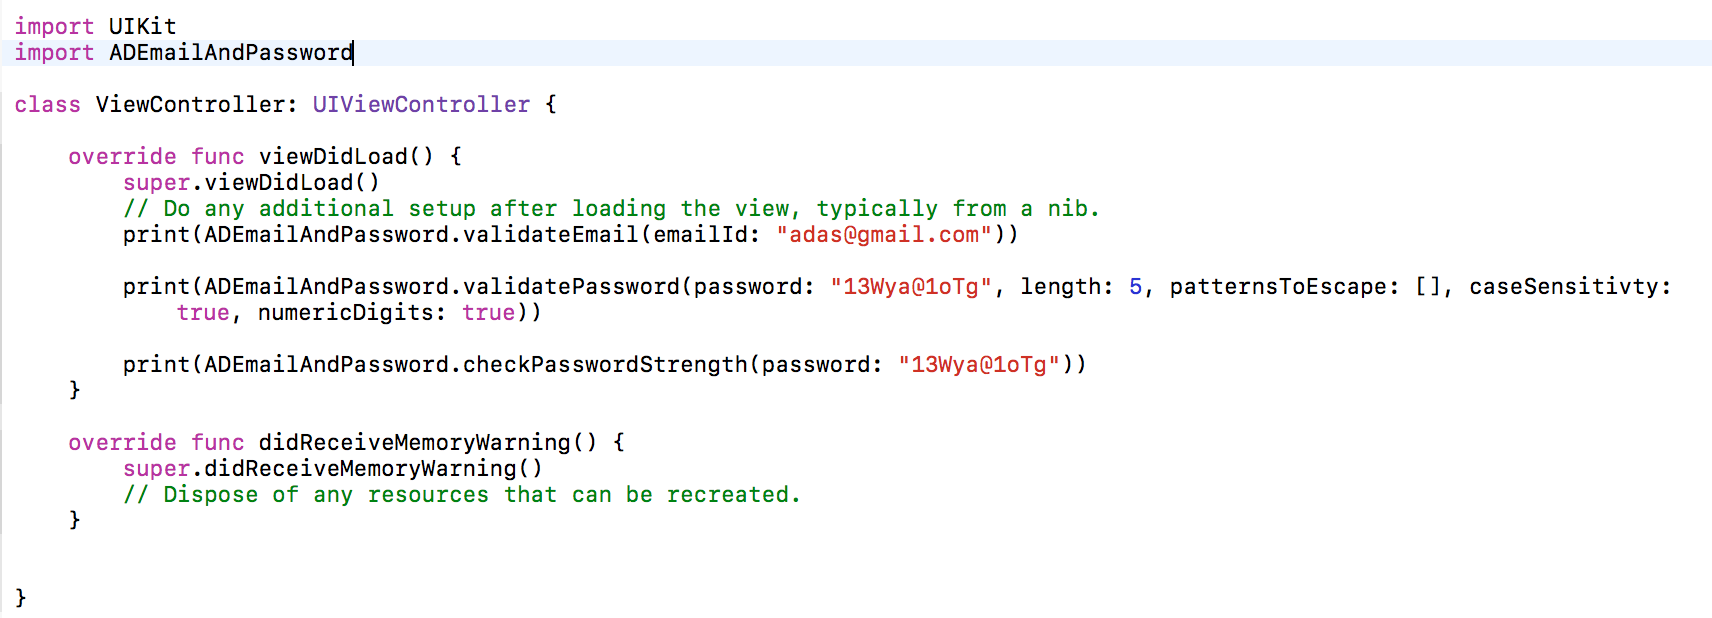 import UIKit
import ADEmailAndPassword
class ViewController: UIViewController {
override func viewDidLoad() {
super.viewDidLoad()
// Do any additional setup after loading the view, typically from a nib.
print(ADEmailAndPassword.validateEmail(emailId: "adas@gmail.com"))
print(ADEmailAndPassword.validatePassword(password: "13Wya@1oTg", length: 5, patternsToEscape: [], caseSensitivty:
true, numericDigits: true))
print(ADEmailAndPassword.checkPasswordStrength(password: "13Wya@1oTg"))
}
override func didReceiveMemoryWarning() {
super.didReceiveMemoryWarning()
// Dispose of any resources that can be recreated.
}
}